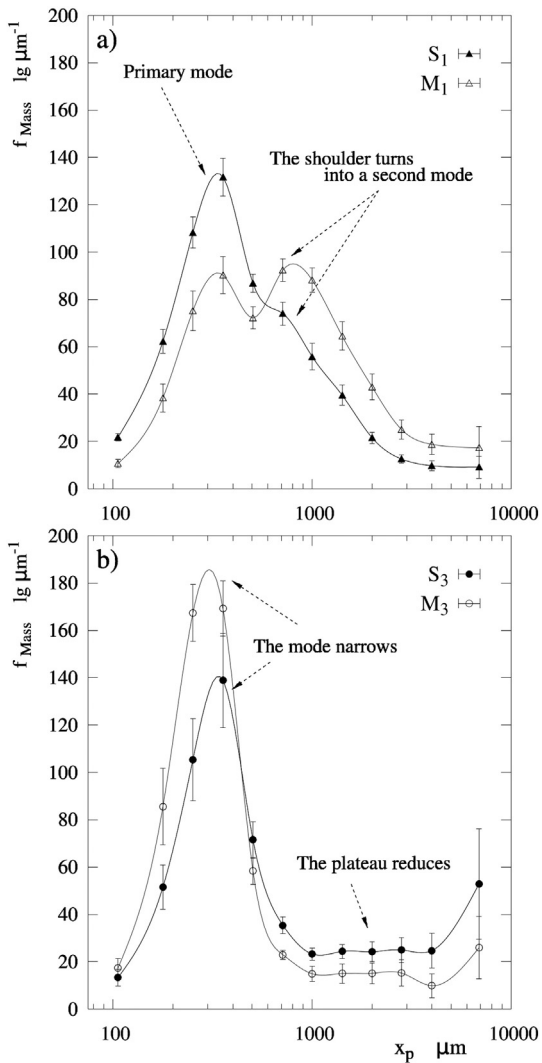 200
180
160
140
120
100
80
60
40
20
0
f Mass lg μm-1
a)
Primary mode
S1
M1
The shoulder turns
into a second mode
100 1000 10000
200
180
160
140
120
100
80
60
40
20
0
f Mass lg μm-1
b)
S3
M3
The mode narrows
The plateau reduces
100 1000 10000
xp μm